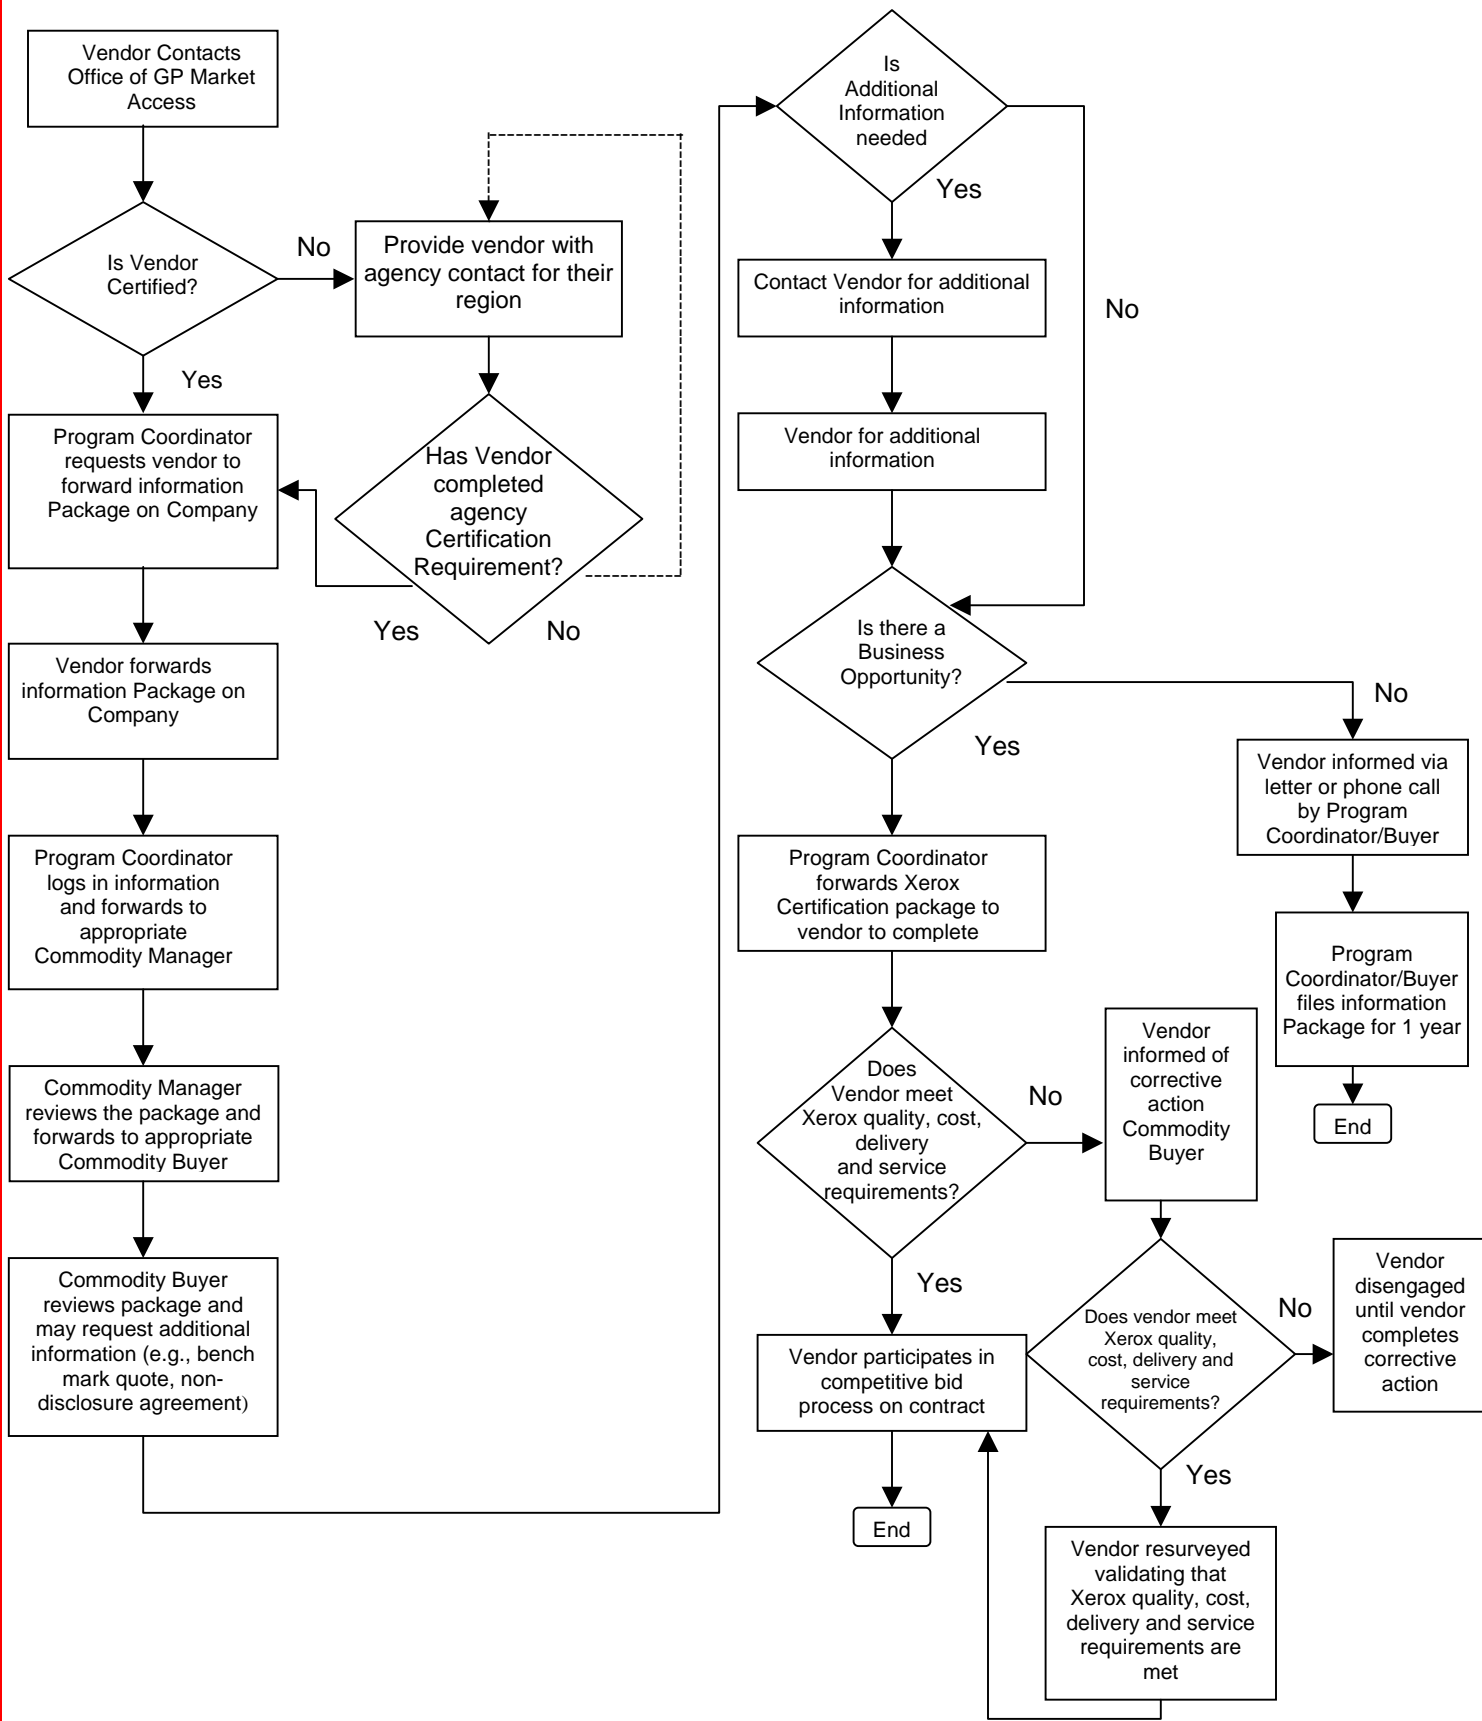 Vendor Contacts
Office of GP Market
Access
Is Vendor
Certified?
No
Provide vendor with
agency contact for their
region
Yes
Program Coordinator
requests vendor to
forward information
Package on Company
Has Vendor
completed
agency
Certification
Requirement?
Yes
No
Vendor forwards
information Package on
Company
Program Coordinator
logs in information
and forwards to
appropriate
Commodity Manager
Commodity Manager
reviews the package and
forwards to appropriate
Commodity Buyer
Commodity Buyer
reviews package and
may request additional
information (e.g., bench
mark quote, non-
disclosure agreement)
Is
Additional
Information
needed
Yes
No
Contact Vendor for additional
information
Vendor for additional
information
Is there a
Business
Opportunity?
No
Yes
Vendor informed via
letter or phone call
by Program
Coordinator/Buyer
Program
Coordinator/Buyer
files information
Package for 1 year
End
Program Coordinator
forwards Xerox
Certification package to
vendor to complete
Does
Vendor meet
Xerox quality, cost,
delivery
and service
requirements?
No
Yes
Vendor
informed of
corrective
action
Commodity
Buyer
Does vendor meet
Xerox quality,
cost, delivery and
service
requirements?
No
Yes
Vendor
disengaged
until vendor
completes
corrective
action
Vendor participates in
competitive bid
process on contract
End
Vendor resurveyed
validating that
Xerox quality, cost,
delivery and service
requirements are
met